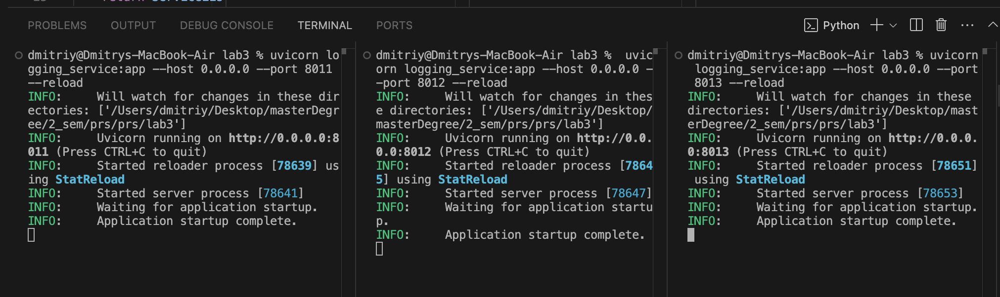 return
PROBLEMS OUTPUT DEBUG CONSOLE TERMINAL PORTS
Python
dmitriy@Dmitrys-MacBook-Air lab3 % uvicorn lo
gging_service:app --host 0.0.0.0 --port 8011
--reload
INFO:     Will watch for changes in these dir
ectories: ['/Users/dmitriy/Desktop/masterDegr
ee/2_sem/prs/prs/lab3']
INFO:     Uvicorn running on http://0.0.0.0:8
011 (Press CTRL+C to quit)
INFO:     Started reloader process [78639] us
ing StatReload
INFO:     Started server process [78641]
INFO:     Waiting for application startup.
INFO:     Application startup complete.
dmitriy@Dmitrys-MacBook-Air lab3 %  uvic
orn logging_service:app --host 0.0.0.0 -
-port 8012 --reload
INFO:     Will watch for changes in thes
e directories: ['/Users/dmitriy/Desktop/
masterDegree/2_sem/prs/prs/lab3']
INFO:     Uvicorn running on http://0.0.
0.0:8012 (Press CTRL+C to quit)
INFO:     Started reloader process [7864
5] using StatReload
INFO:     Started server process [78647]
INFO:     Waiting for application startu
p.
INFO:     Application startup complete.
dmitriy@Dmitrys-MacBook-Air lab3 % uvicorn
 logging_service:app --host 0.0.0.0 --port
 8013 --reload
INFO:     Will watch for changes in these
directories: ['/Users/dmitriy/Desktop/mast
erDegree/2_sem/prs/prs/lab3']
INFO:     Uvicorn running on http://0.0.0.
0:8013 (Press CTRL+C to quit)
INFO:     Started reloader process [78651]
 using StatReload
INFO:     Started server process [78653]
INFO:     Waiting for application startup.
INFO:     Application startup complete.